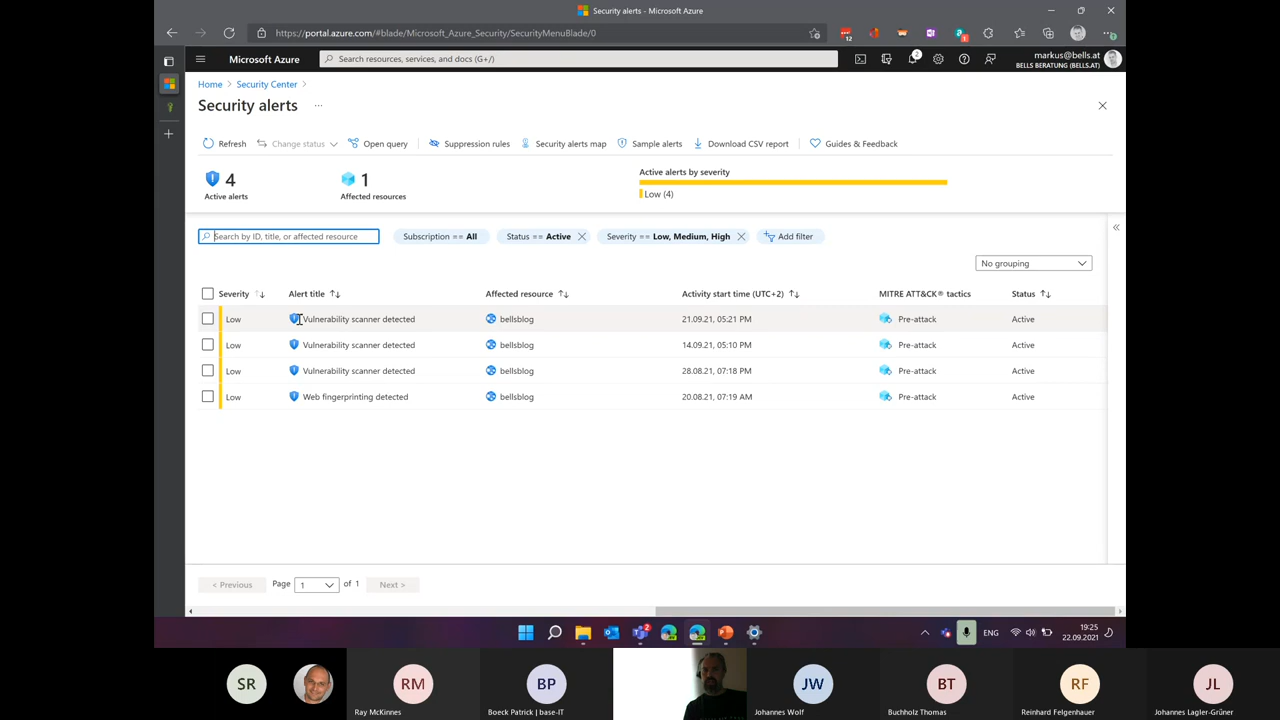 Security alerts - Microsoft Azure
https://portal.azure.com/#blade/Microsoft_Azure_Security/SecurityMenuBlade/0
12
1
Microsoft Azure
Search resources, services, and docs (G+/)
2
markus@bells.at
BELLS BERATUNG (BELLS.AT)
Home > Security Center >
Security alerts ...
Refresh
Change status
Open query
Suppression rules
Security alerts map
Sample alerts
Download CSV report
Guides & Feedback
4
Active alerts
1
Affected resources
Active alerts by severity
Low (4)
Search by ID, title, or affected resource
Subscription == All
Status == Active
Severity == Low, Medium, High
Add filter
No grouping
Severity Alert title Affected resource Activity start time (UTC+2) MITRE ATT&CK® tactics Status
Low Vulnerability scanner detected bellsblog 21.09.21, 05:21 PM Pre-attack Active
Low Vulnerability scanner detected bellsblog 14.09.21, 05:10 PM Pre-attack Active
Low Vulnerability scanner detected bellsblog 28.08.21, 07:18 PM Pre-attack Active
Low Web fingerprinting detected bellsblog 20.08.21, 07:19 AM Pre-attack Active
< Previous Page 1 of 1 Next >
2
ENG
19:25
22.09.2021
SR
RM
BP
JW
BT
RF
JL
Ray McKinnes
Boeck Patrick | base-IT
Johannes Wolf
Buchholz Thomas
Reinhard Felgenhauer
Johannes Lagler-Grüner